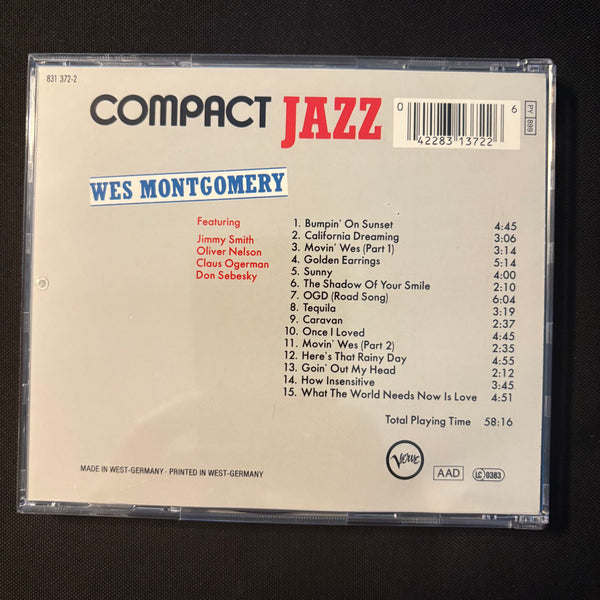 831 372-2
COMPACT JAZZ
0 42283 13722 6
PY 899
WES MONTGOMERY
Featuring
Jimmy Smith
Oliver Nelson
Claus Ogerman
Don Sebesky
1. Bumpin' On Sunset 4:45
2. California Dreaming 3:06
3. Movin' Wes (Part 1) 3:14
4. Golden Earrings 5:14
5. Sunny 4:00
6. The Shadow Of Your Smile 2:10
7. OGD (Road Song) 6:04
8. Tequila 3:19
9. Caravan 2:37
10. Once I Loved 4:45
11. Movin' Wes (Part 2) 2:35
12. Here's That Rainy Day 4:55
13. Goin' Out My Head 2:12
14. How Insensitive 3:45
15. What The World Needs Now Is Love 4:51
Total Playing Time 58:16
MADE IN WEST-GERMANY · PRINTED IN WEST-GERMANY
Verve
AAD
LC 0383